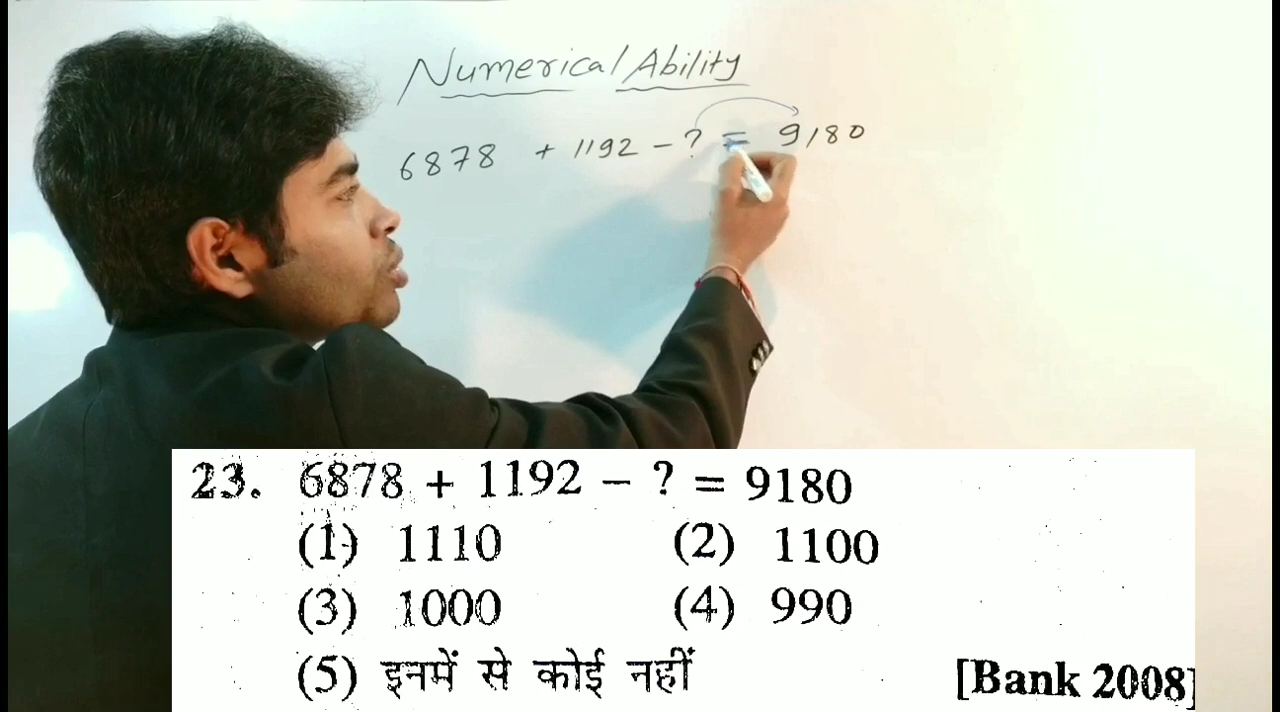 Numerical Ability
6878 + 1192 - ? = 9180
23. 6878 + 1192 - ? = 9180
(1) 1110 (2) 1100
(3) 1000 (4) 990
(5) इनमें से कोई नहीं [Bank 2008]